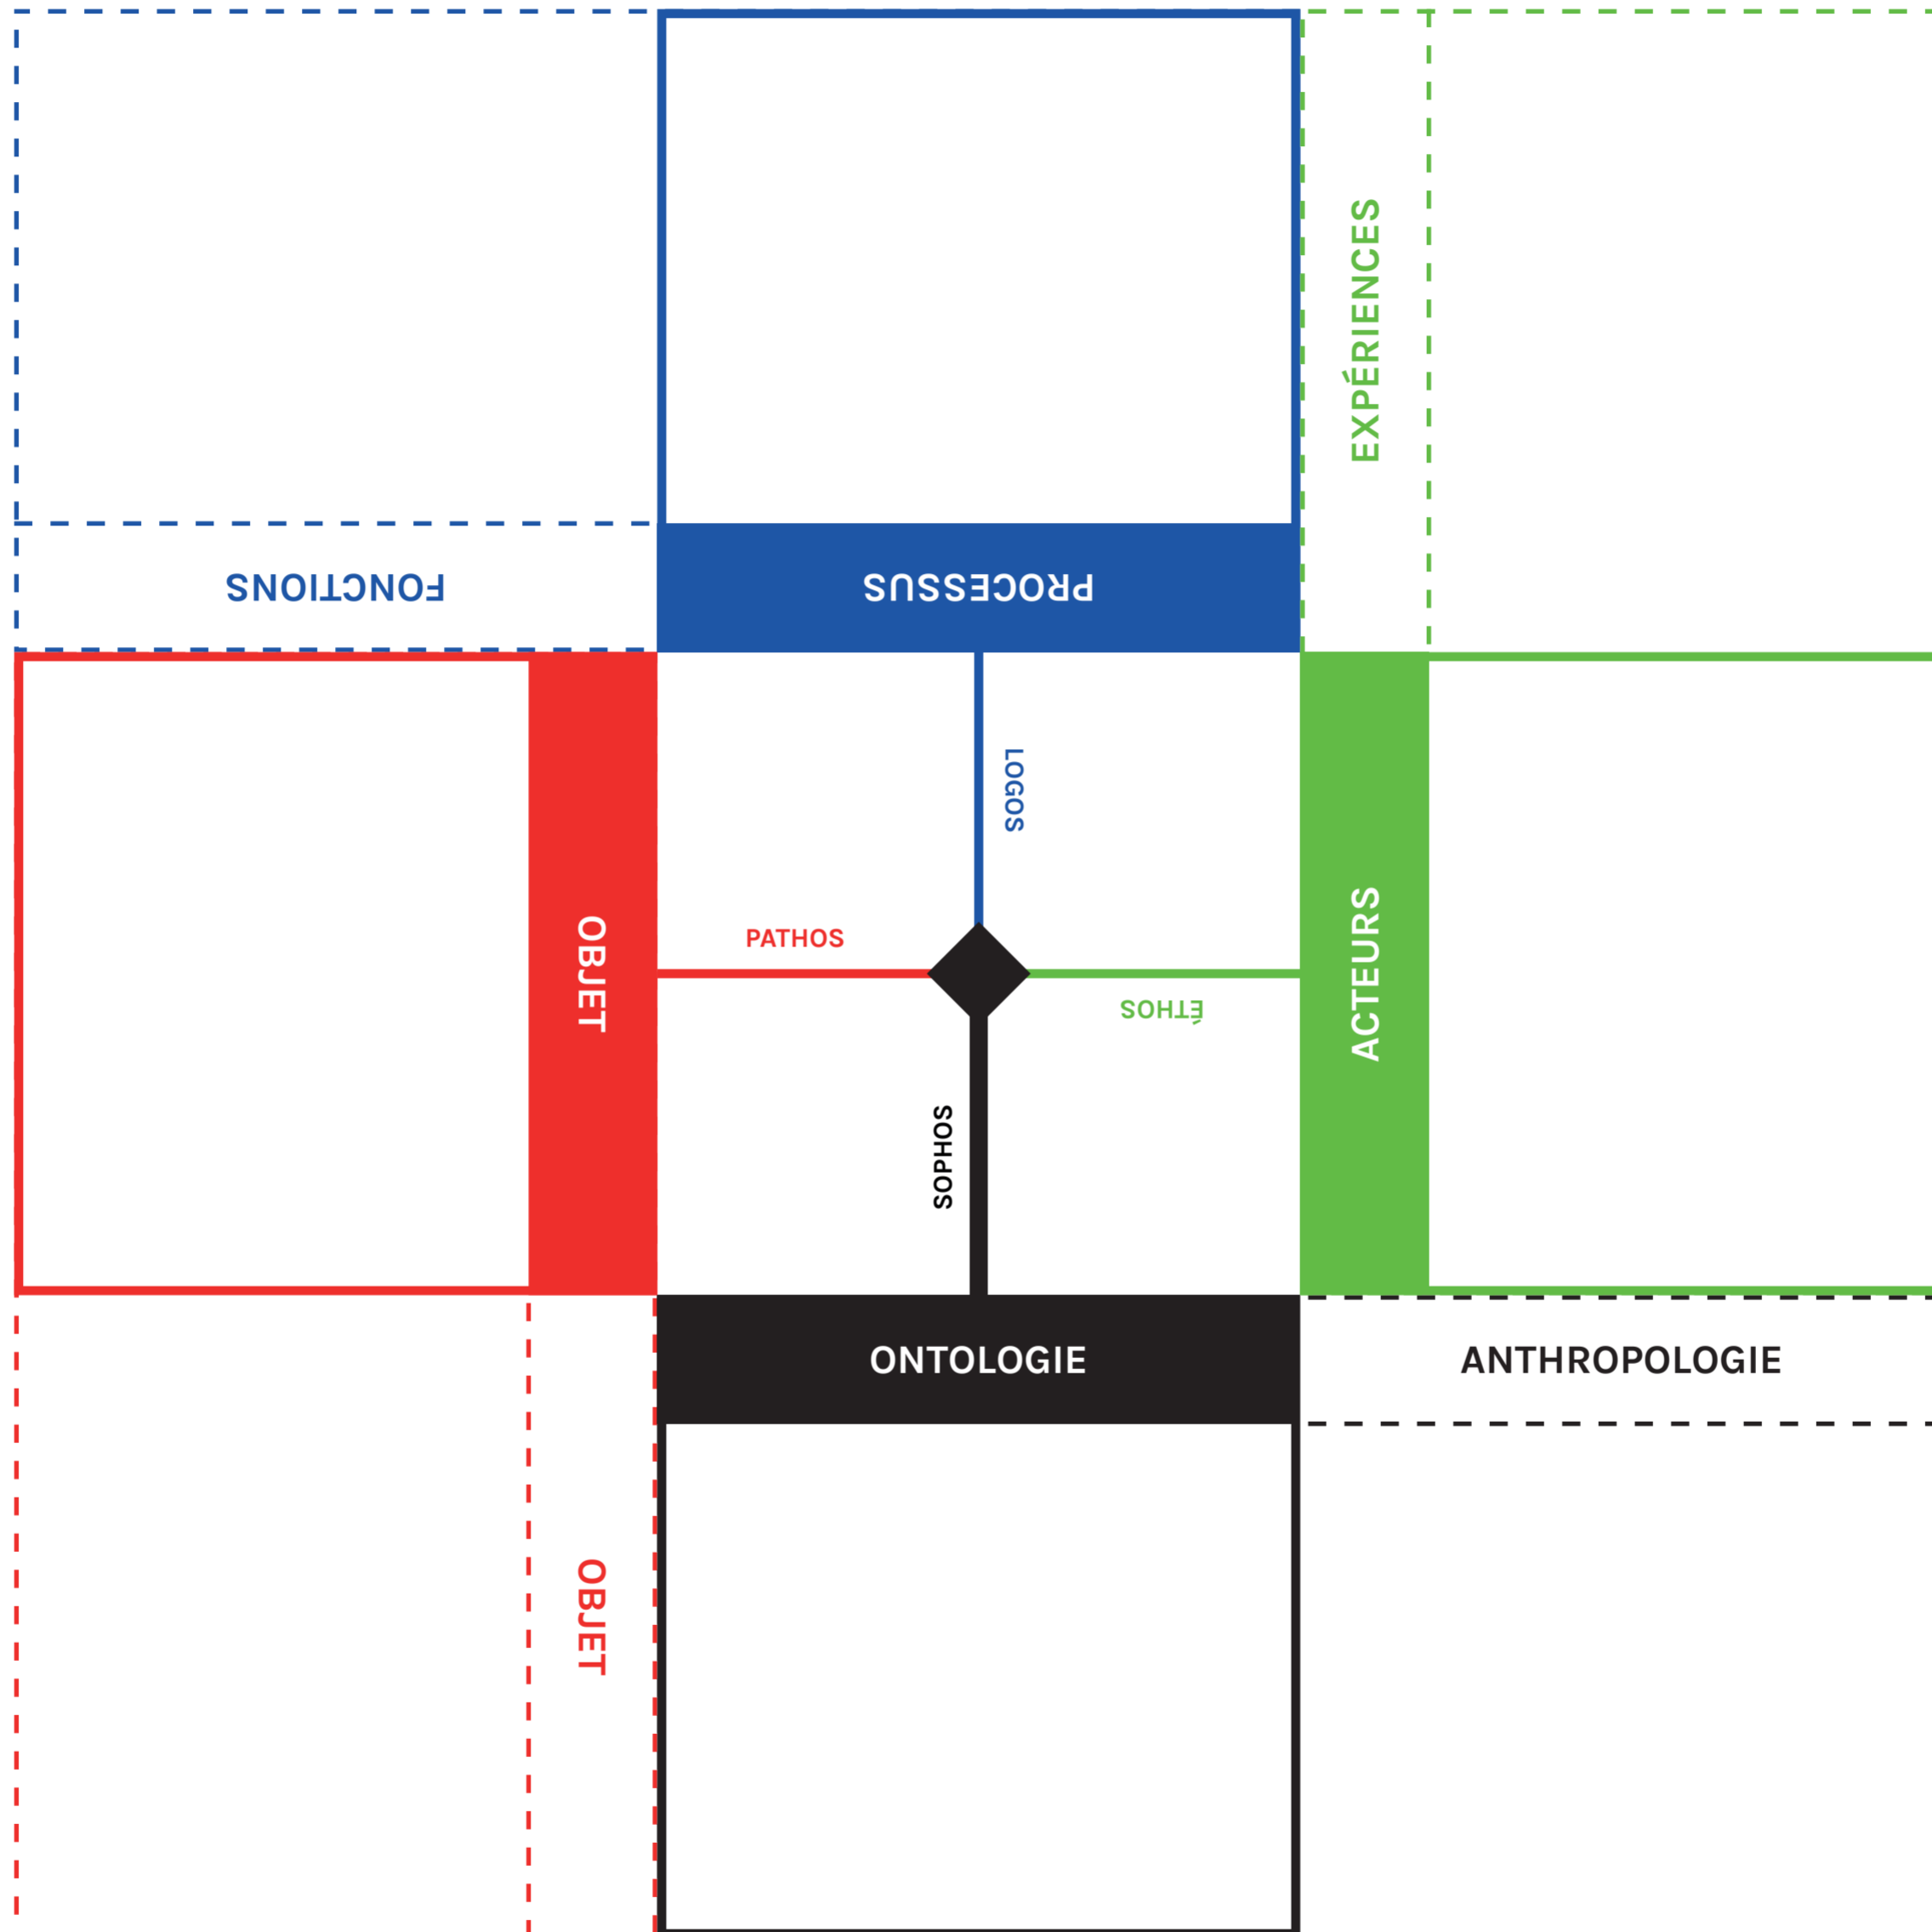 EXPÉRIENCES
FONCTIONS
PROCESSUS
LOGOS
PATHOS
OBJET
ACTEURS
ÉTHOS
SOPHOS
ONTOLOGIE
ANTHROPOLOGIE
OBJET